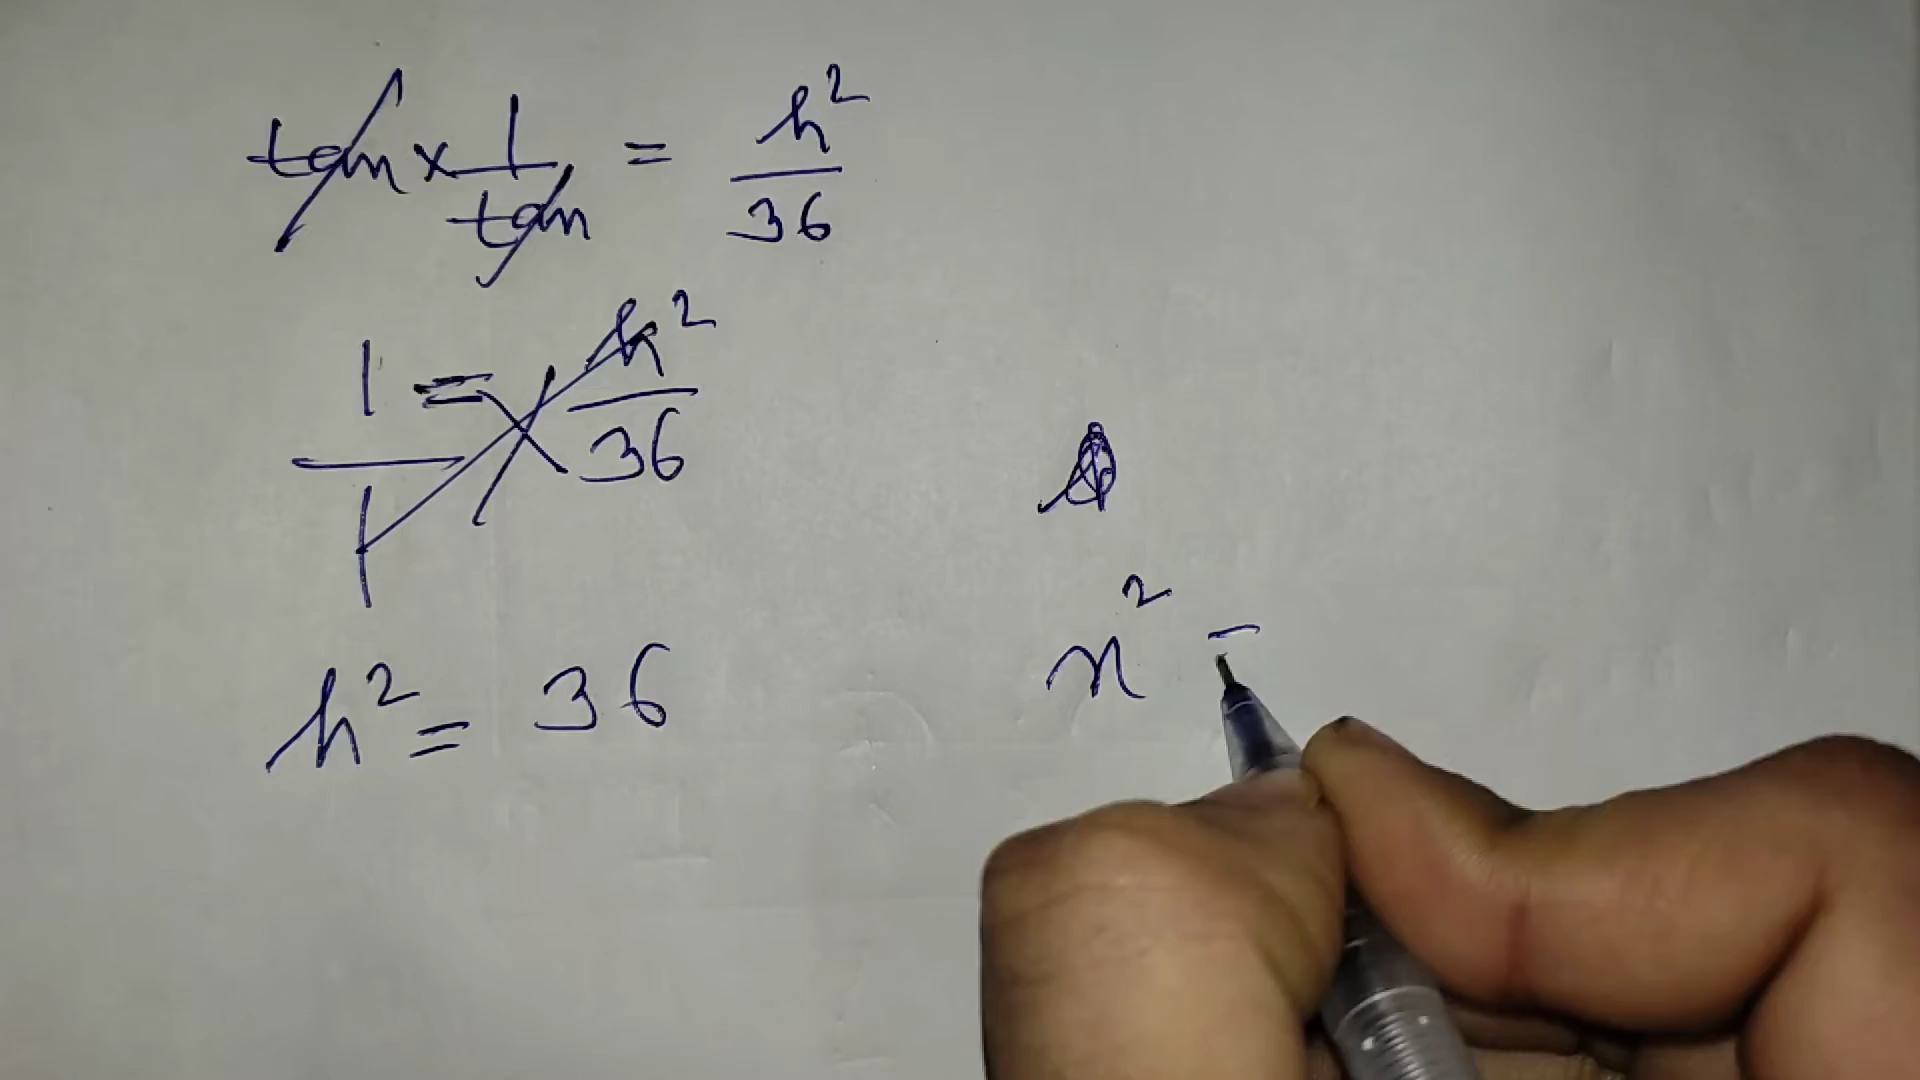 tan × 1/tan = h²/36
1/1 = h²/36
h² = 36
x² =